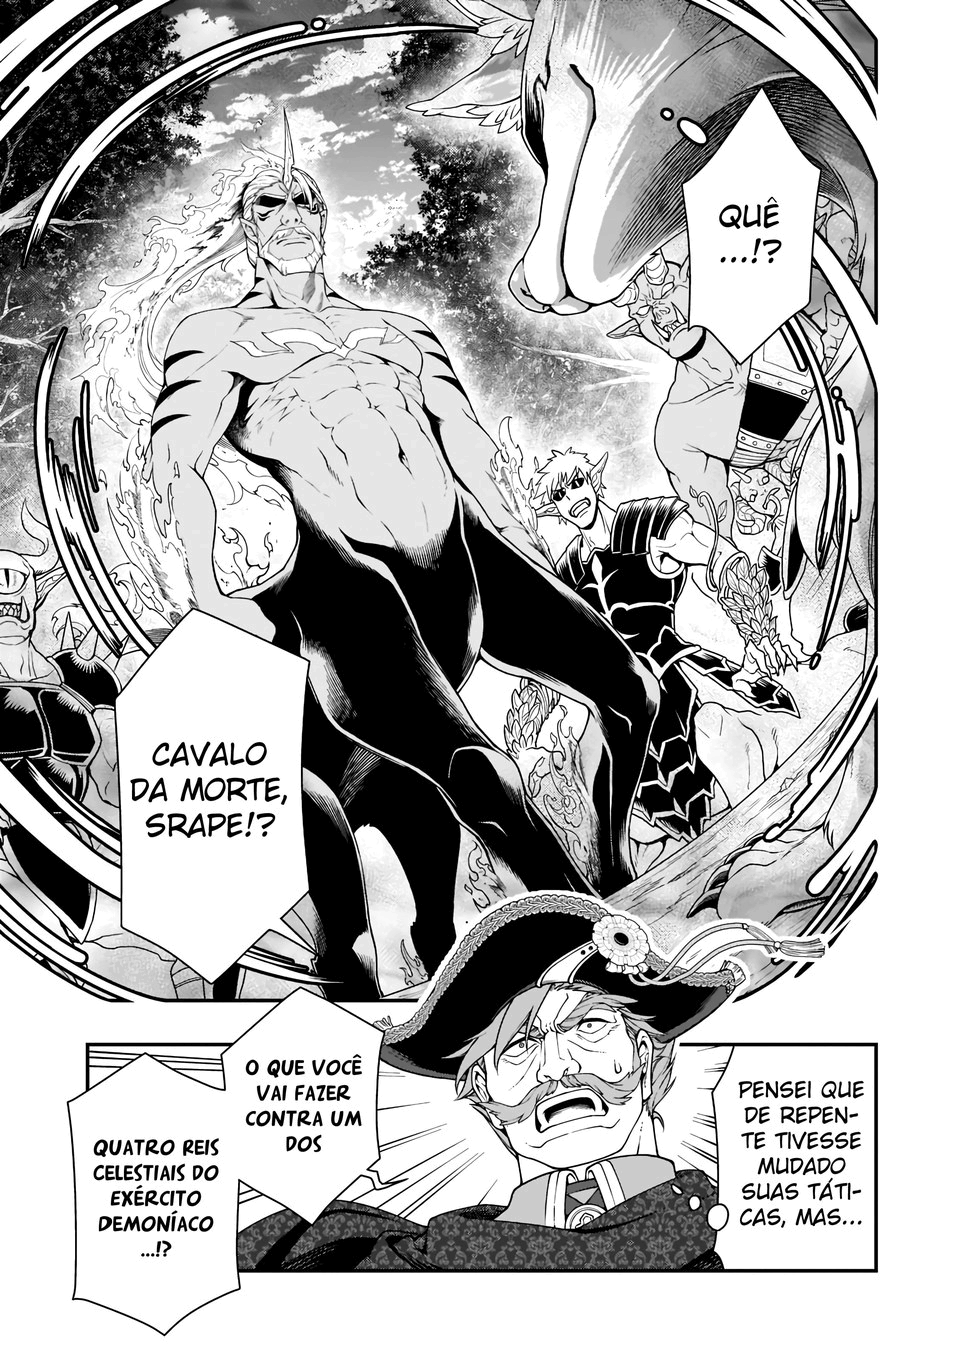 QUÊ
...!?
CAVALO
DA MORTE,
SRAPE!?
PENSEI QUE
DE REPEN-
TE TIVESSE
MUDADO
SUAS TÁTI-
CAS, MAS...
O QUE VOCÊ
VAI FAZER
CONTRA UM
DOS
QUATRO REIS
CELESTIAIS DO
EXÉRCITO
DEMONÍACO
...!?